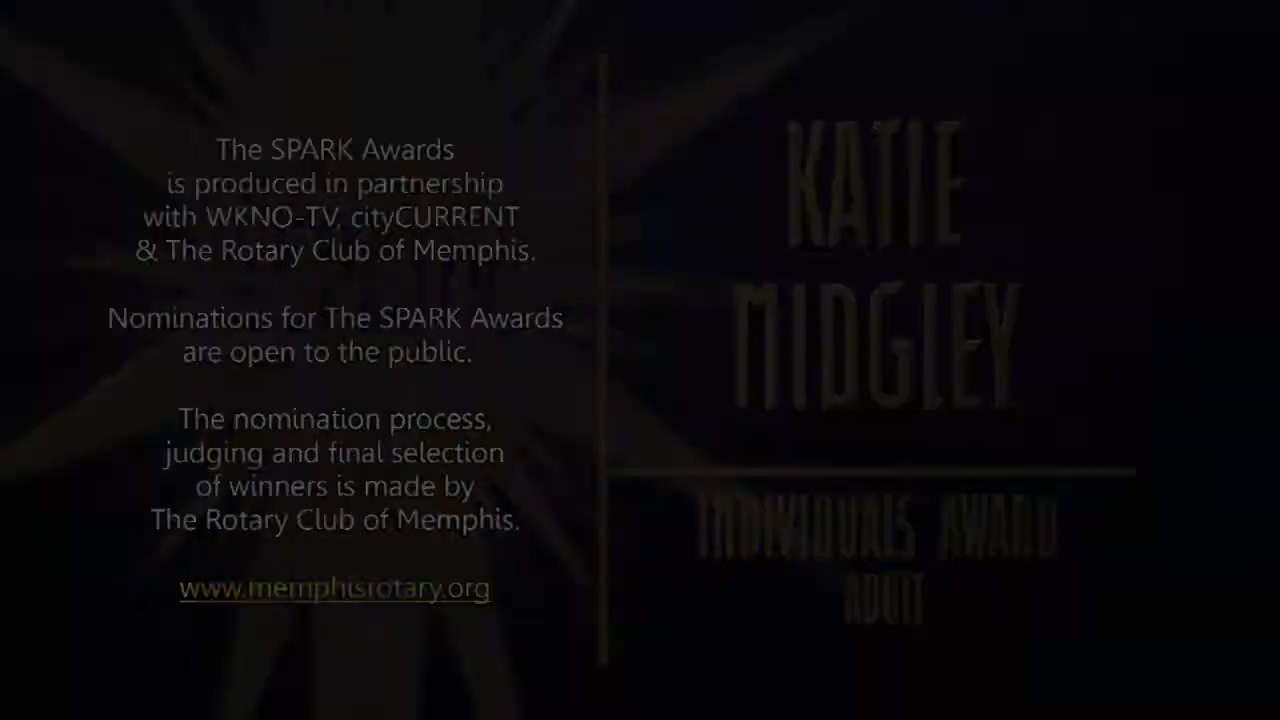 The SPARK Awards
is produced in partnership
with WKNO-TV, cityCURRENT
& The Rotary Club of Memphis.
Nominations for The SPARK Awards
are open to the public.
The nomination process,
judging and final selection
of winners is made by
The Rotary Club of Memphis.
www.memphisrotary.org
KATIE
MIDGLEY
INDIVIDUALS AWARD
ADULT